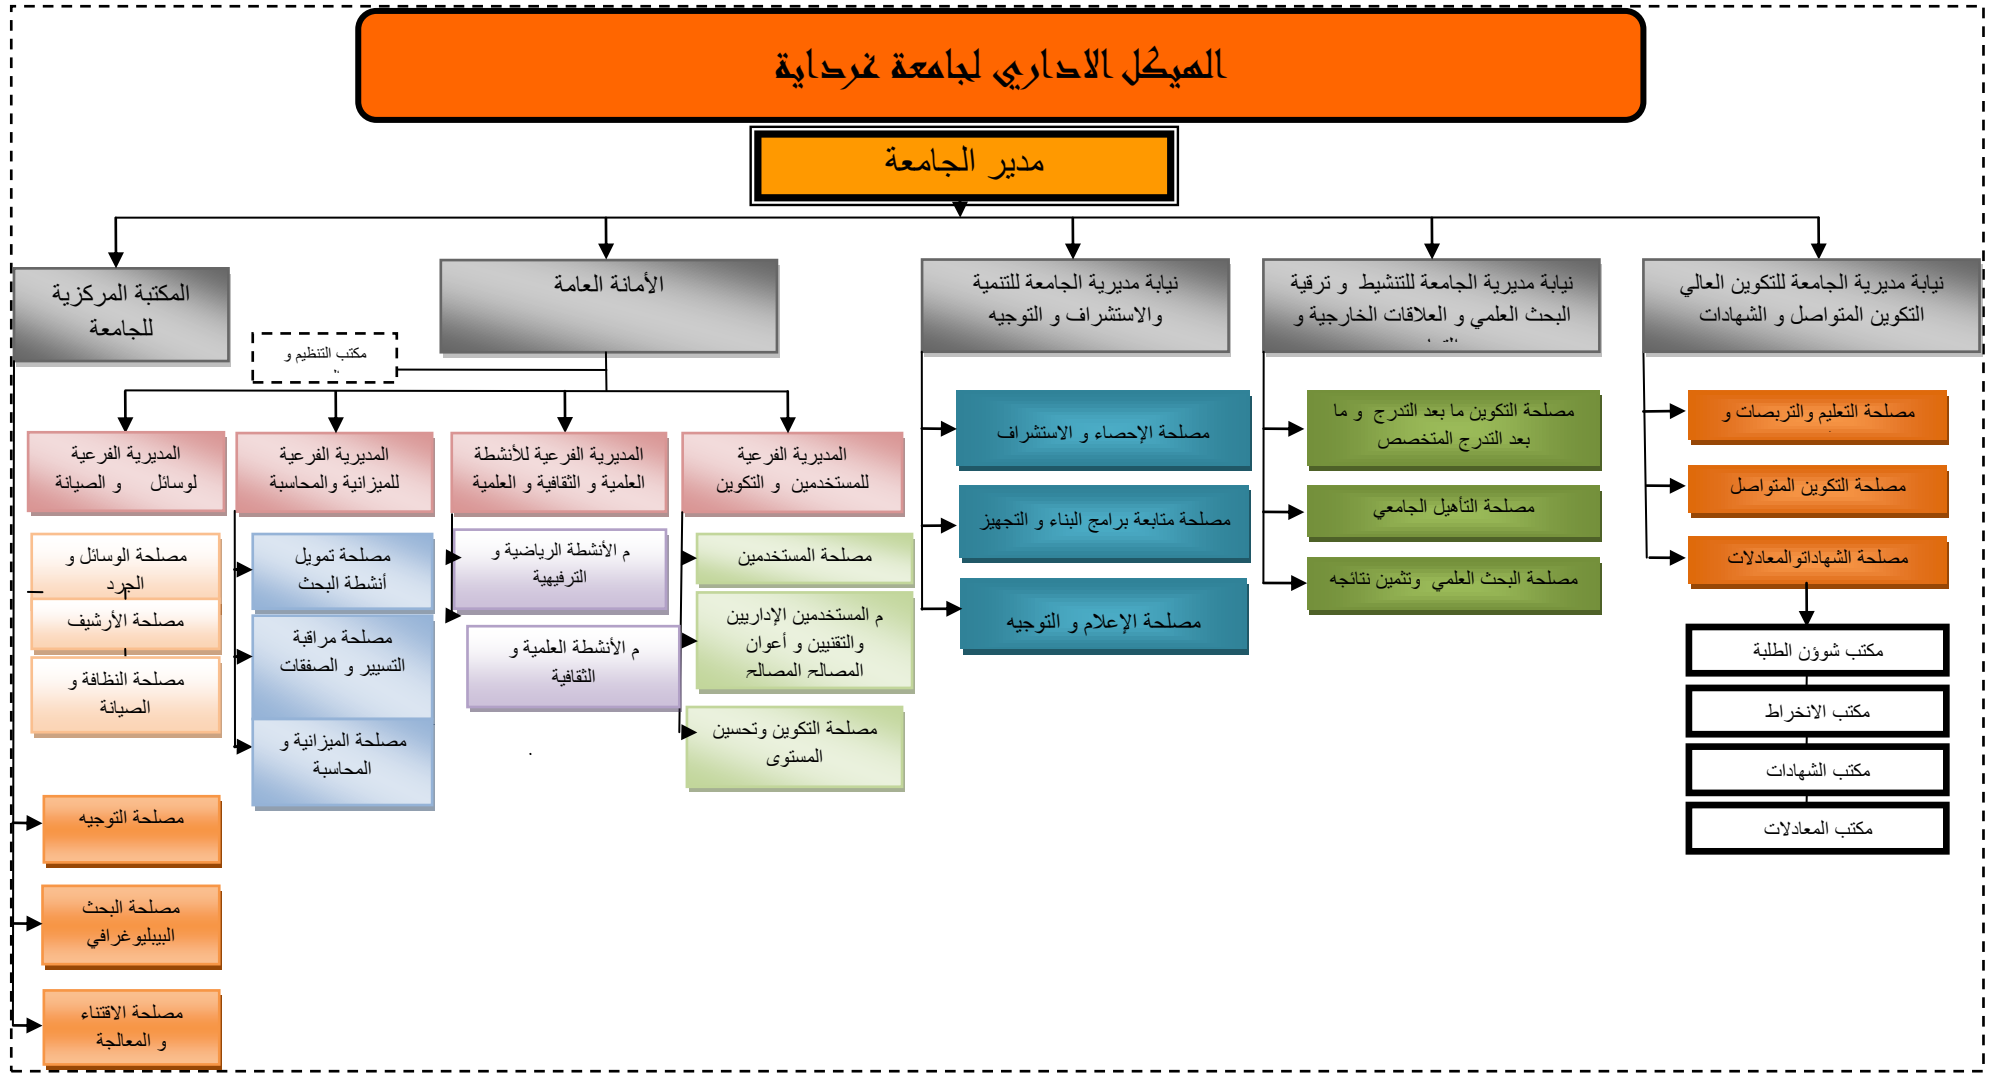 الهيكل الاداري لجامعة غرداية
مدير الجامعة
نيابة مديرية الجامعة للتكوين العالي
التكوين المتواصل و الشهادات
نيابة مديرية الجامعة للتنشيط و ترقية
البحث العلمي و العلاقات الخارجية و
نيابة مديرية الجامعة للتنمية
والاستشراف و التوجيه
الأمانة العامة
المكتبة المركزية
للجامعة
مكتب التنظيم و
مصلحة التعليم والتربصات و
مصلحة التكوين المتواصل
مصلحة الشهاداتوالمعادلات
مكتب شوؤن الطلبة
مكتب الانخراط
مكتب الشهادات
مكتب المعادلات
مصلحة التكوين ما بعد التدرج و ما
بعد التدرج المتخصص
مصلحة التأهيل الجامعي
مصلحة البحث العلمي وتثمين نتائجه
مصلحة الإحصاء و الاستشراف
مصلحة متابعة برامج البناء و التجهيز
مصلحة الإعلام و التوجيه
المديرية الفرعية
للمستخدمين و التكوين
مصلحة المستخدمين
م المستخدمين الإداريين
والتقنيين و أعوان
المصالح المصالح
مصلحة التكوين وتحسين
المستوى
المديرية الفرعية للأنشطة
العلمية و الثقافية و العلمية
م الأنشطة الرياضية و
الترفيهية
م الأنشطة العلمية و
الثقافية
.
المديرية الفرعية
للميزانية والمحاسبة
مصلحة تمويل
أنشطة البحث
مصلحة مراقبة
التسيير و الصفقات
مصلحة الميزانية و
المحاسبة
المديرية الفرعية
لوسائل و الصيانة
مصلحة الوسائل و
الجرد
مصلحة الأرشيف
مصلحة النظافة و
الصيانة
مصلحة التوجيه
مصلحة البحث
البيبليوغرافي
مصلحة الاقتناء
و المعالجة